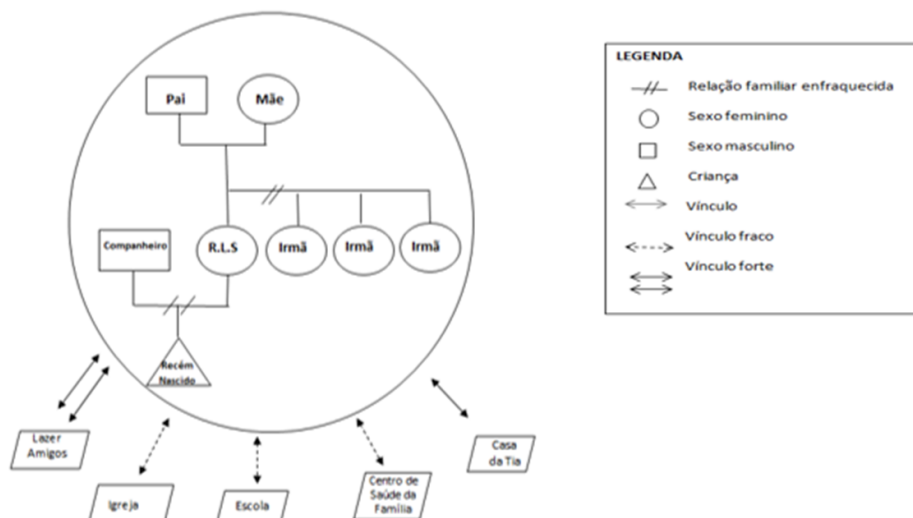 Pai
Mãe
Companheiro
R.L.S
Irmã
Irmã
Irmã
Recém
Nascido
Lazer
Amigos
Igreja
Escola
Centro de
Saúde da
Família
Casa
da Tia
LEGENDA
Relação familiar enfraquecida
Sexo feminino
Sexo masculino
Criança
Vínculo
Vínculo fraco
Vínculo forte